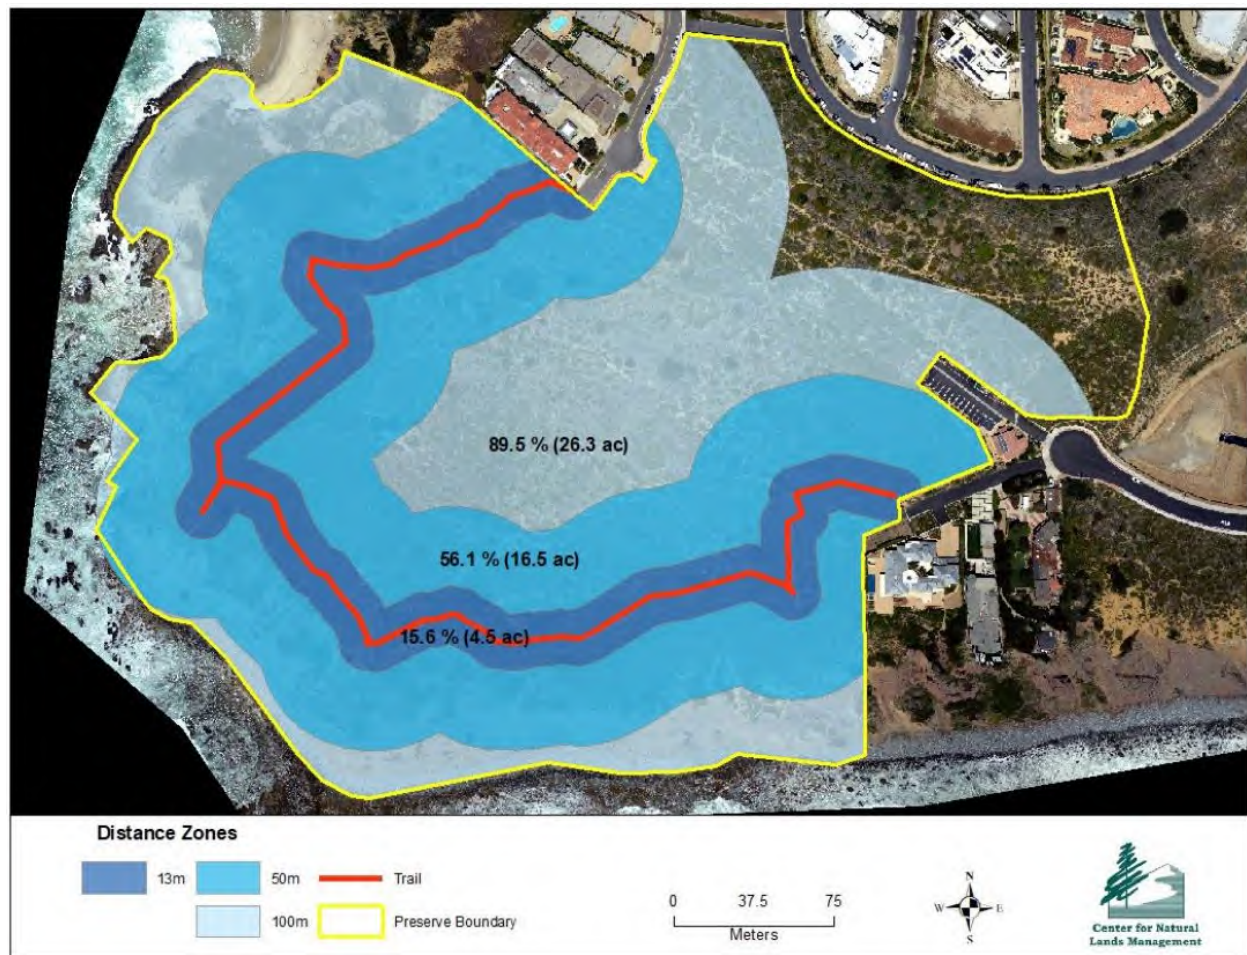 89.5 % (26.3 ac)
56.1 % (16.5 ac)
15.6 % (4.5 ac)
Distance Zones
13m
50m
Trail
100m
Preserve Boundary
0 37.5 75
Meters
N
W E
S
Center for Natural
Lands Management